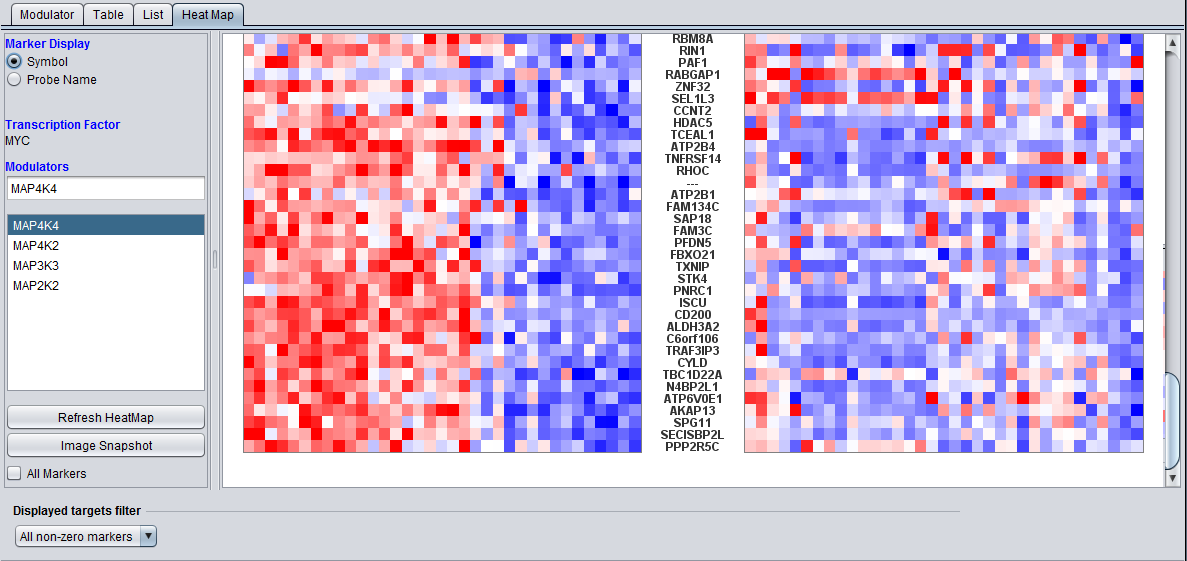 Modulator
Table
List
Heat Map
Marker Display
Symbol
Probe Name
Transcription Factor
MYC
Modulators
MAP4K4
MAP4K4
MAP4K2
MAP3K3
MAP2K2
Refresh HeatMap
Image Snapshot
All Markers
RBM8A
RIN1
PAF1
RABGAP1
ZNF32
SEL1L3
CCNT2
HDAC5
TCEAL1
ATP2B4
TNFRSF14
RHOC
---
ATP2B1
FAM134C
SAP18
FAM3C
PFDN5
FBXO21
TXNIP
STK4
PNRC1
ISCU
CD200
ALDH3A2
C6orf106
TRAF3IP3
CYLD
TBC1D22A
N4BP2L1
ATP6V0E1
AKAP13
SPG11
SECISBP2L
PPP2R5C
Displayed targets filter
All non-zero markers